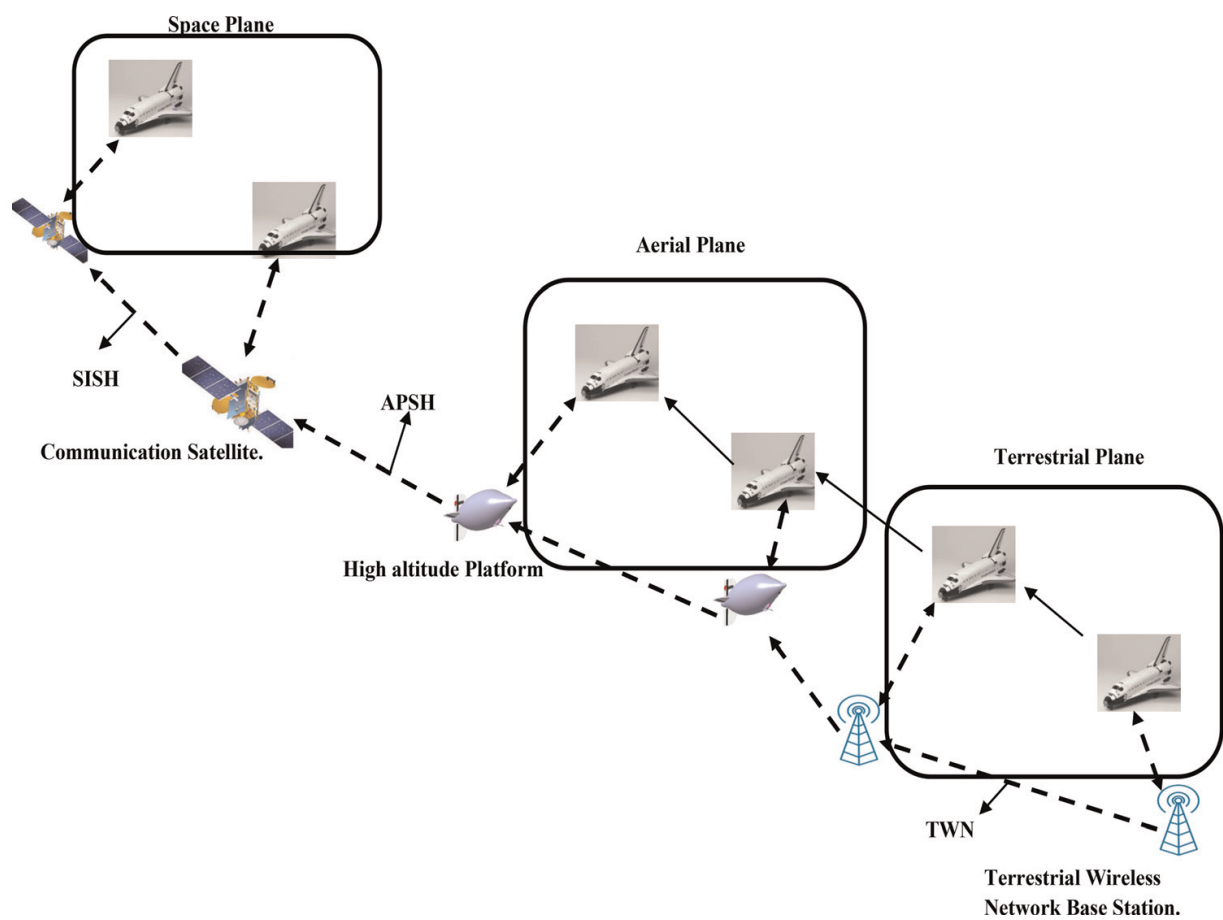 Space Plane
Aerial Plane
SISH
APSH
Communication Satellite.
Terrestrial Plane
High altitude Platform
TWN
Terrestrial Wireless
Network Base Station.